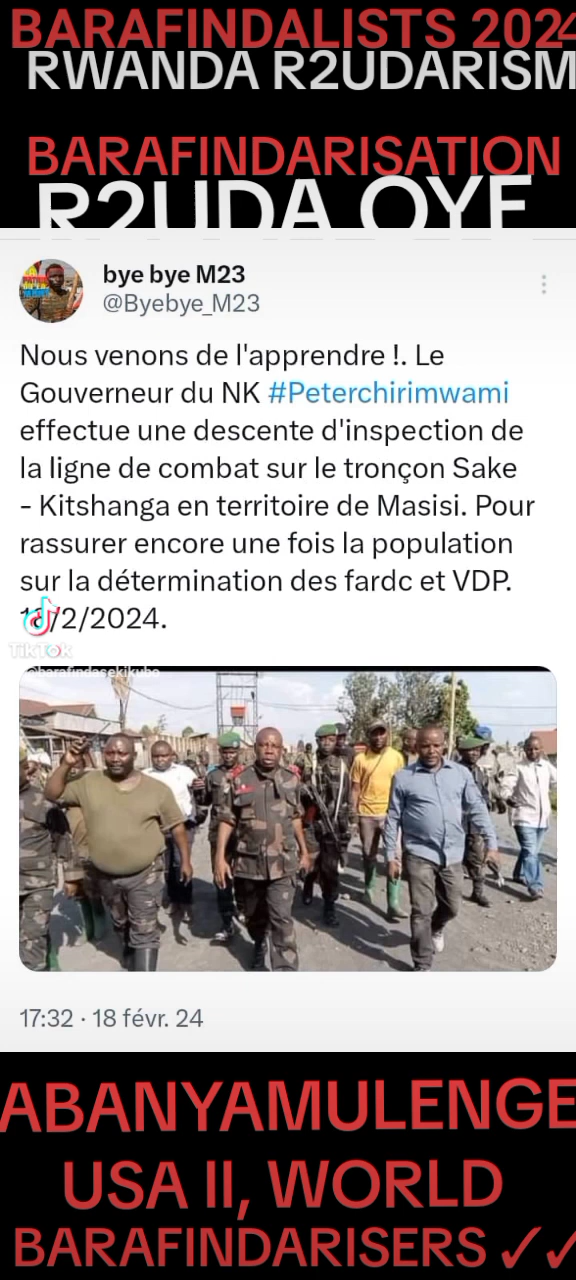 BARAFINDALISTS 2024
RWANDA R2UDARISM
BARAFINDARISATION
R2UDA OYE
bye bye M23
@Byebye_M23
Nous venons de l'apprendre !. Le
Gouverneur du NK #Peterchirimwami
effectue une descente d'inspection de
la ligne de combat sur le tronçon Sake
- Kitshanga en territoire de Masisi. Pour
rassurer encore une fois la population
sur la détermination des fardc et VDP.
/2/2024.
TikTok
@barafindasekikubo
17:32 · 18 févr. 24
ABANYAMULENGE
USA II, WORLD
BARAFINDARISERS ✓✓